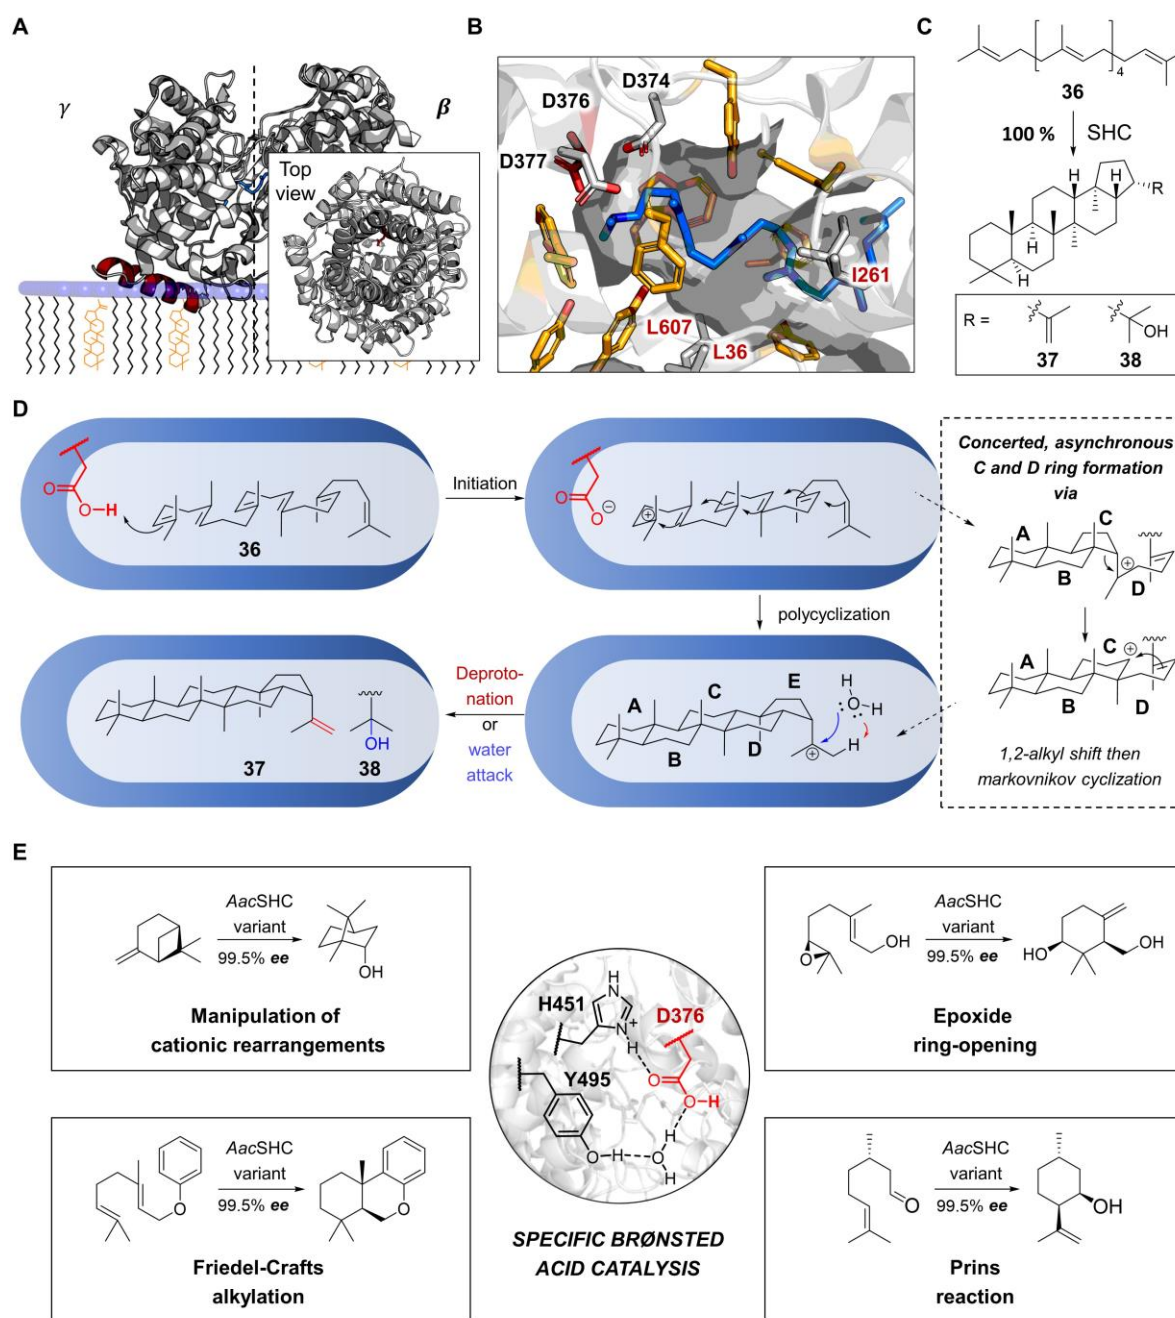 A
γ
β
Top
view
B
D374
D376
D377
I261
L607
L36
C
4
36
100 %
SHC
H
H
H
H
R
R =
OH
37
38
D
O
O-H
36
Initiation
O
O
⊖
⊕
Concerted, asynchronous
C and D ring formation
via
A
C
⊕
B
D
A
C
⊕
B
D
1,2-alkyl shift then
markovnikov cyclization
polycyclization
37
OH
38
Deproto-
nation
or
water
attack
A
C
E
H
O-H
B
D
⊕
H
E
AacSHC
variant
99.5% ee
OH
Manipulation of
cationic rearrangements
AacSHC
variant
99.5% ee
O
O
Friedel-Crafts
alkylation
H
N
H451
N
+
H
D376
O
O-H
Y495
H
O-H
O
H
SPECIFIC BRØNSTED
ACID CATALYSIS
AacSHC
variant
99.5% ee
O
OH
HO
OH
Epoxide
ring-opening
AacSHC
variant
99.5% ee
O
OH
Prins
reaction